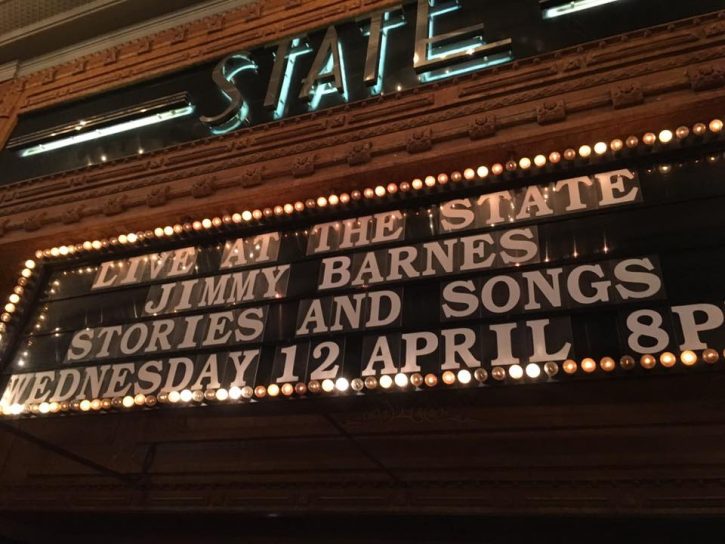 STATE
LIVE AT THE STATE
JIMMY BARNES
STORIES AND SONGS
WEDNESDAY 12 APRIL 8P